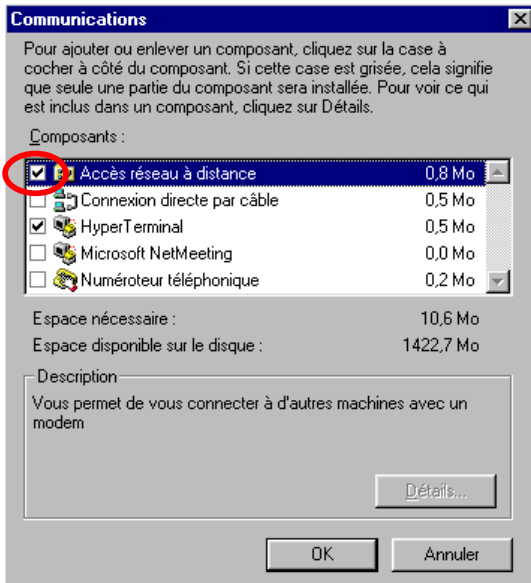 Communications
Pour ajouter ou enlever un composant, cliquez sur la case à
cocher à côté du composant. Si cette case est grisée, cela signifie
que seule une partie du composant sera installée. Pour voir ce qui
est inclus dans un composant, cliquez sur Détails.
Composants :
Accès réseau à distance 0,8 Mo
Connexion directe par câble 0,5 Mo
HyperTerminal 0,5 Mo
Microsoft NetMeeting 0,0 Mo
Numéroteur téléphonique 0,2 Mo
Espace nécessaire : 10,6 Mo
Espace disponible sur le disque : 1422,7 Mo
Description
Vous permet de vous connecter à d'autres machines avec un
modem
Détails...
OK Annuler